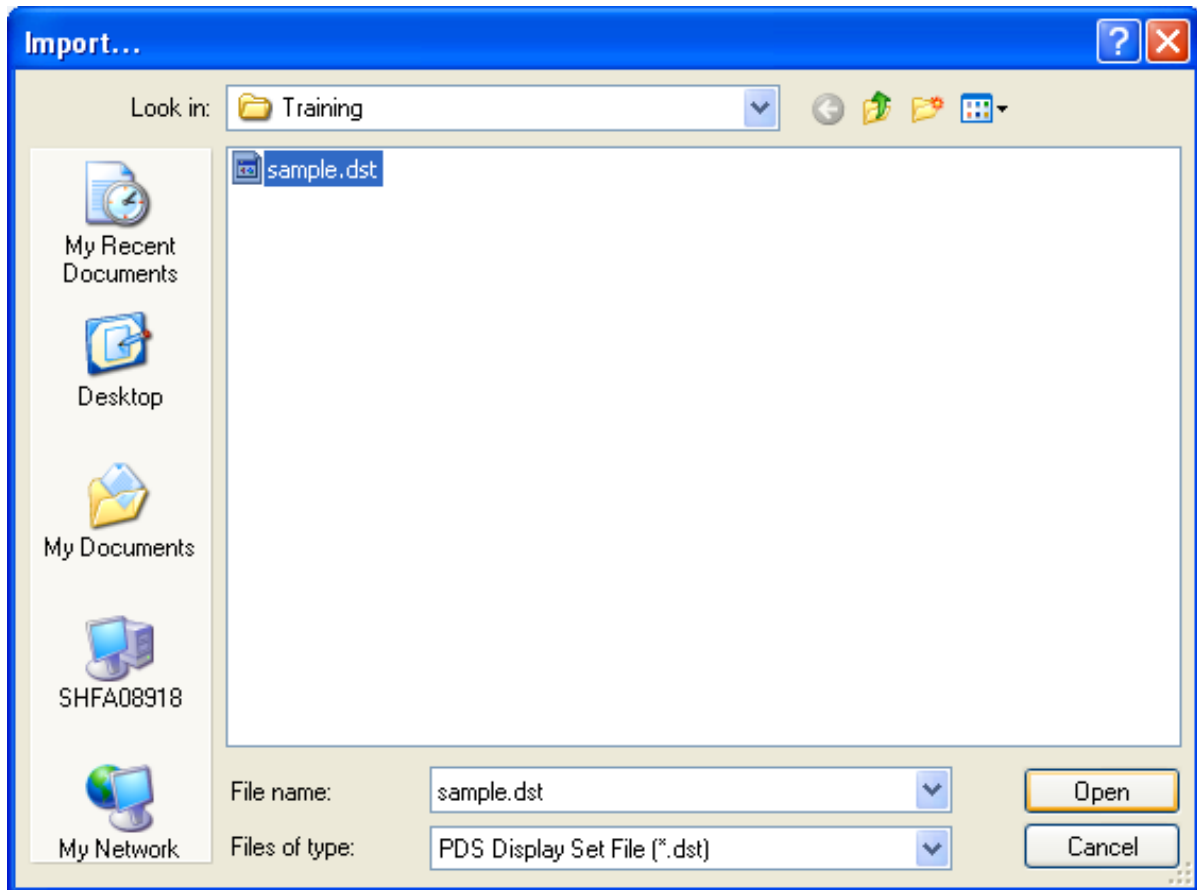 Import...
Look in: Training
sample.dst
My Recent
Documents
Desktop
My Documents
SHFA08918
My Network
File name: sample.dst Open
Files of type: PDS Display Set File (*.dst) Cancel